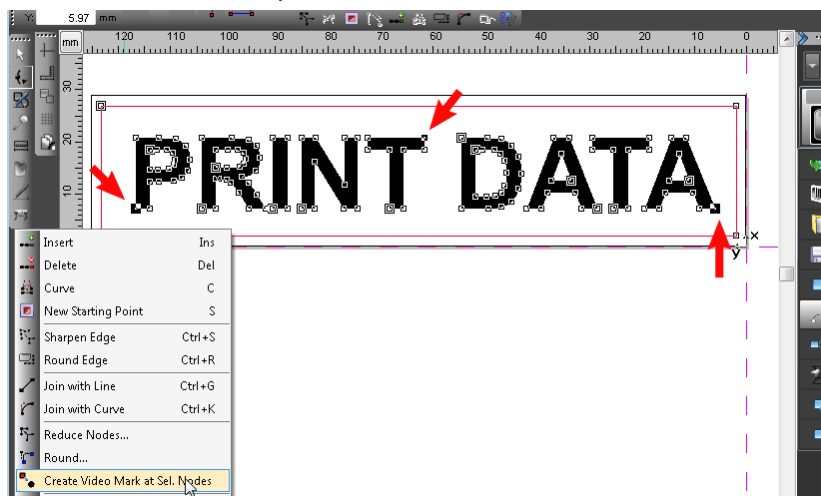 Y: 5.97 mm
mm 120 110 100 90 80 70 60 50 40 30 20 10 0
30
20
10
PRINT DATA
x
y
Insert Ins
Delete Del
Curve C
New Starting Point S
Sharpen Edge Ctrl+S
Round Edge Ctrl+R
Join with Line Ctrl+G
Join with Curve Ctrl+K
Reduce Nodes...
Round...
Create Video Mark at Sel. Nodes